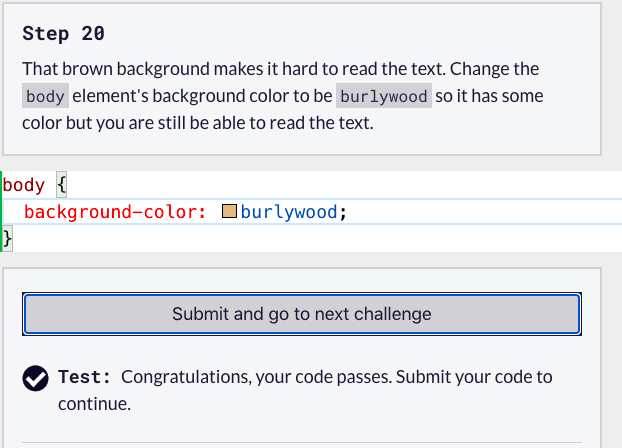 Step 20
That brown background makes it hard to read the text. Change the
body element's background color to be burlywood so it has some
color but you are still be able to read the text.
body {
background-color: burlywood;
}
Submit and go to next challenge
Test: Congratulations, your code passes. Submit your code to
continue.